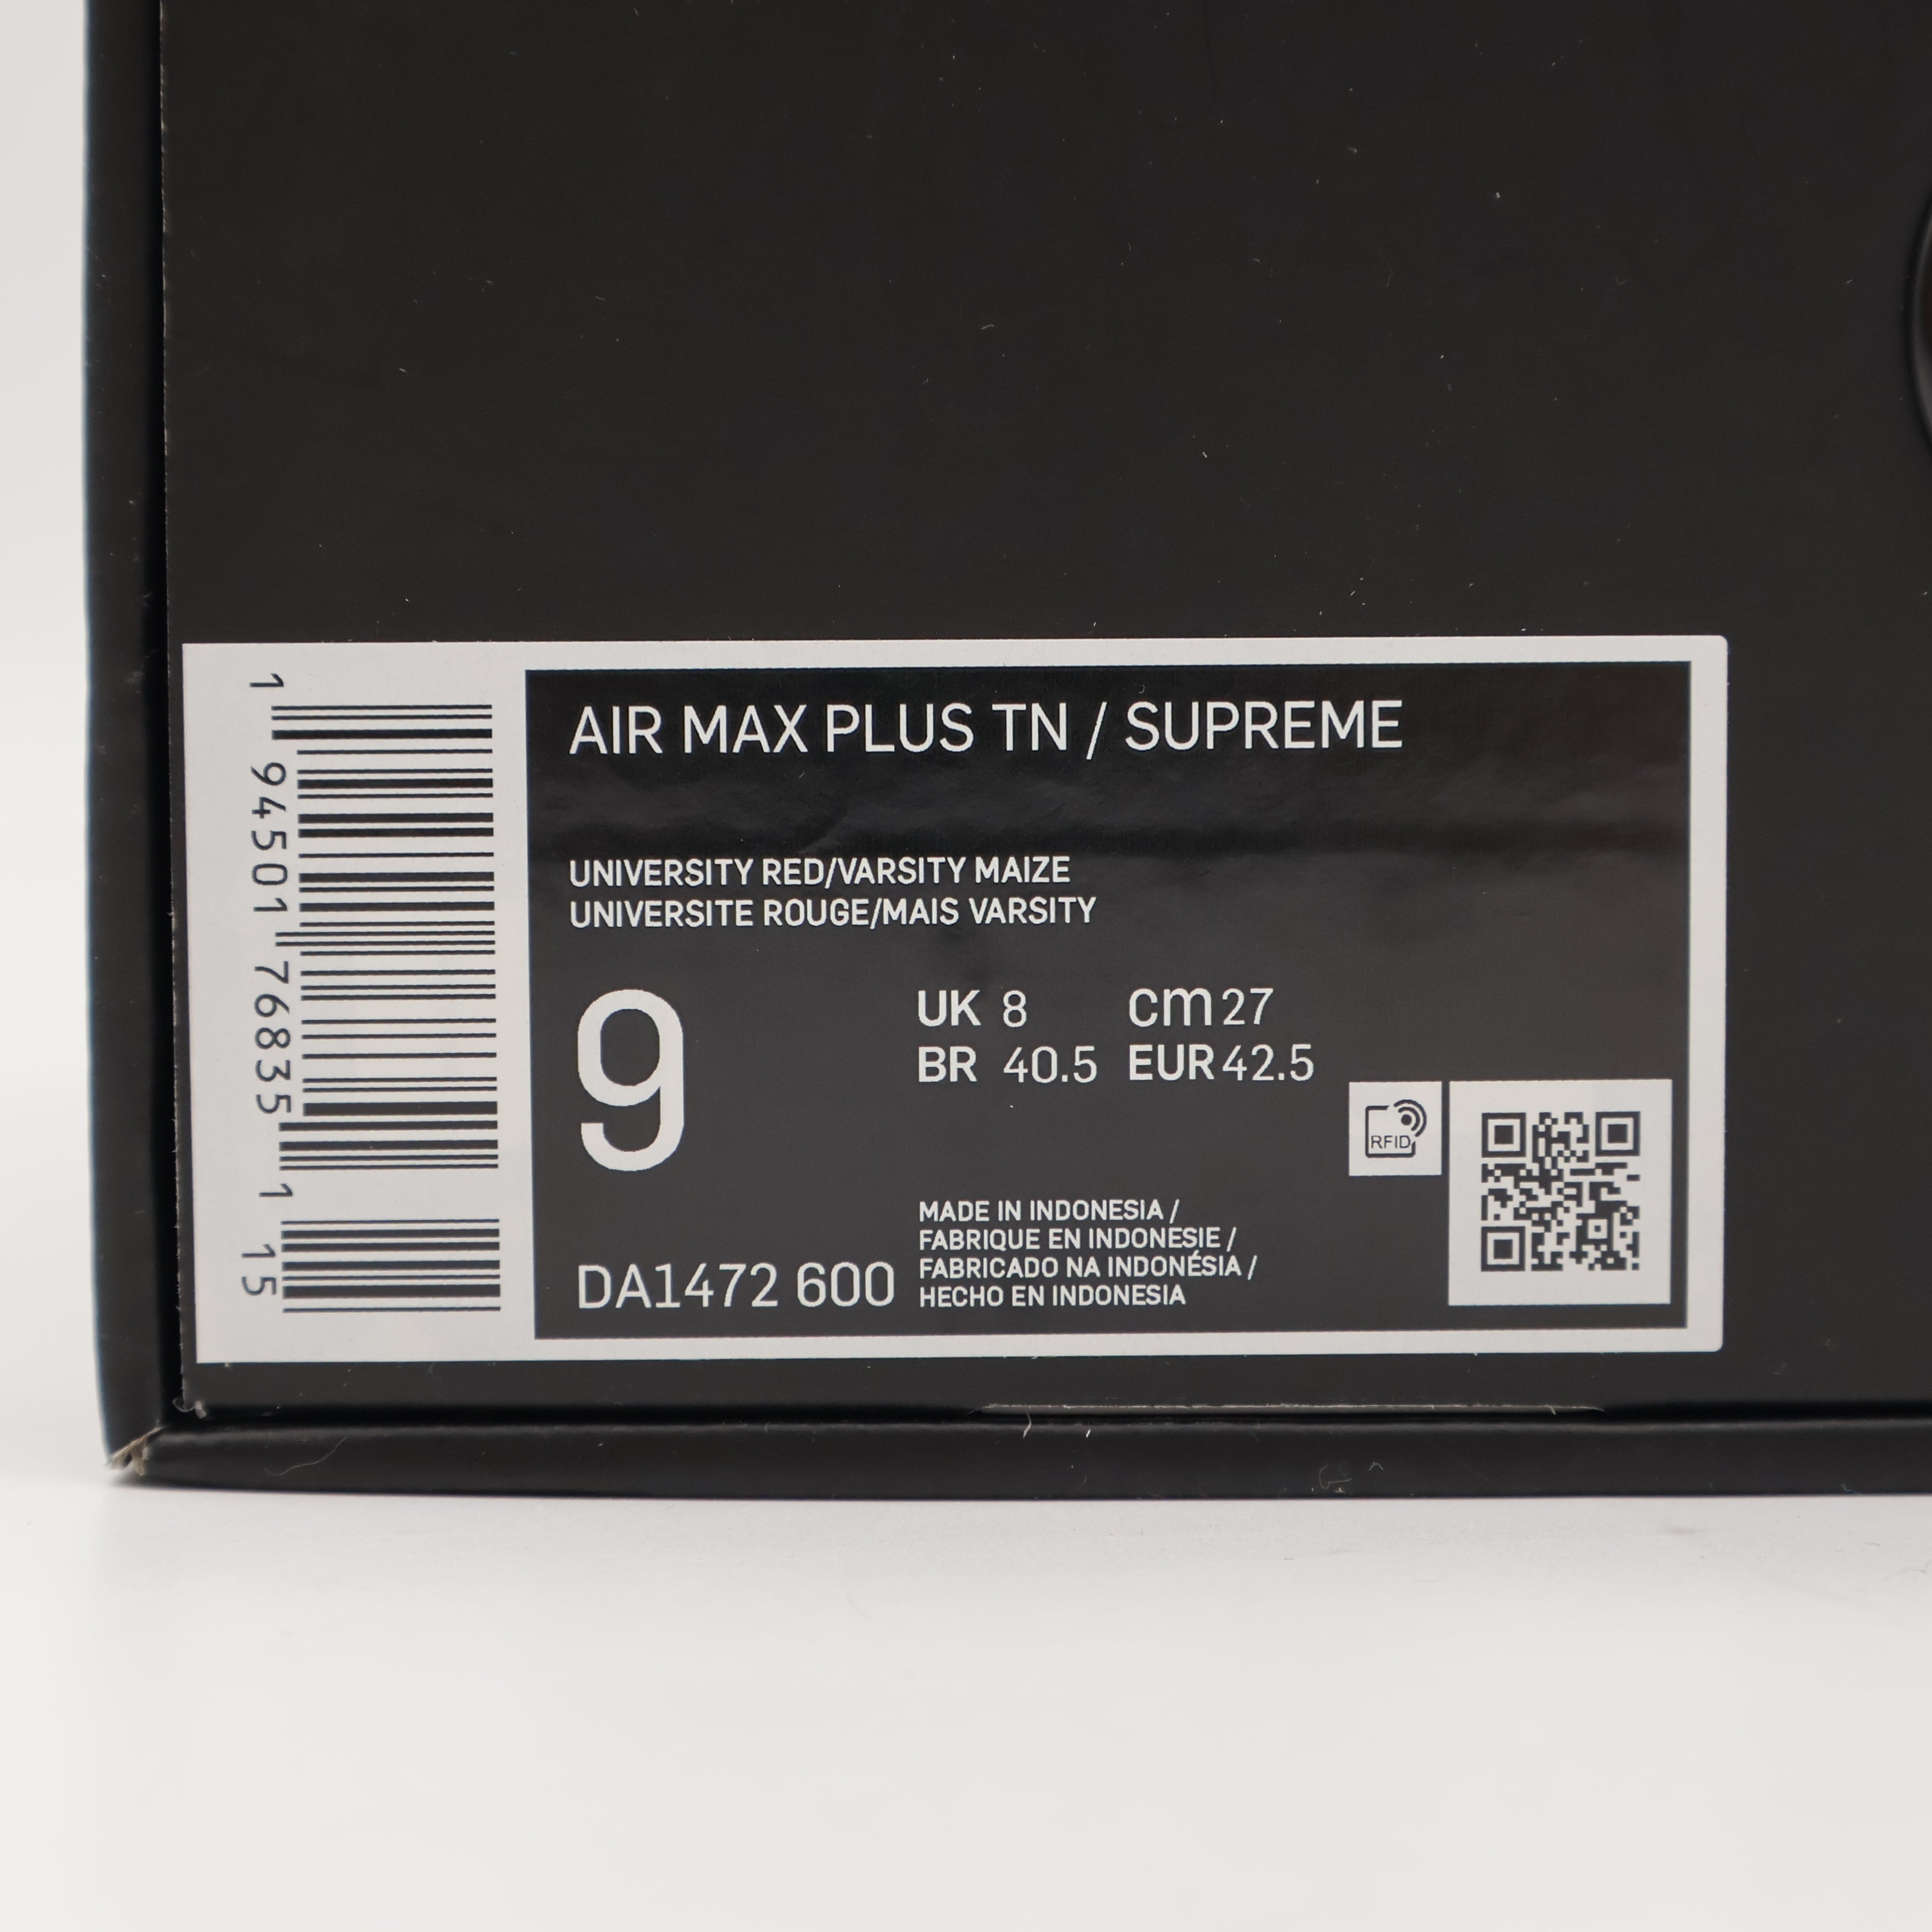 1 94501 76835 1 15
AIR MAX PLUS TN / SUPREME
UNIVERSITY RED/VARSITY MAIZE
UNIVERSITE ROUGE/MAIS VARSITY
9
UK 8 cm 27
BR 40.5 EUR 42.5
RFID
DA1472 600
MADE IN INDONESIA /
FABRIQUE EN INDONESIE /
FABRICADO NA INDONÉSIA /
HECHO EN INDONESIA